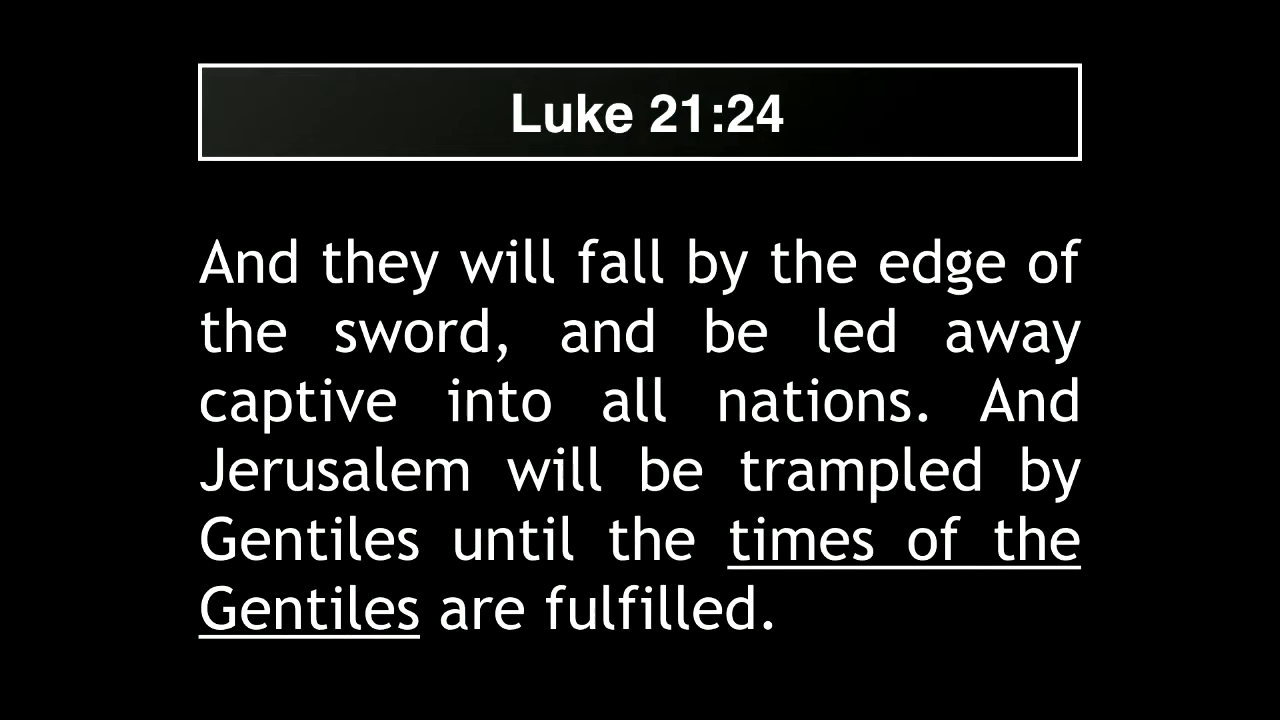 Luke 21:24
And they will fall by the edge of
the sword, and be led away
captive into all nations. And
Jerusalem will be trampled by
Gentiles until the times of the
Gentiles are fulfilled.